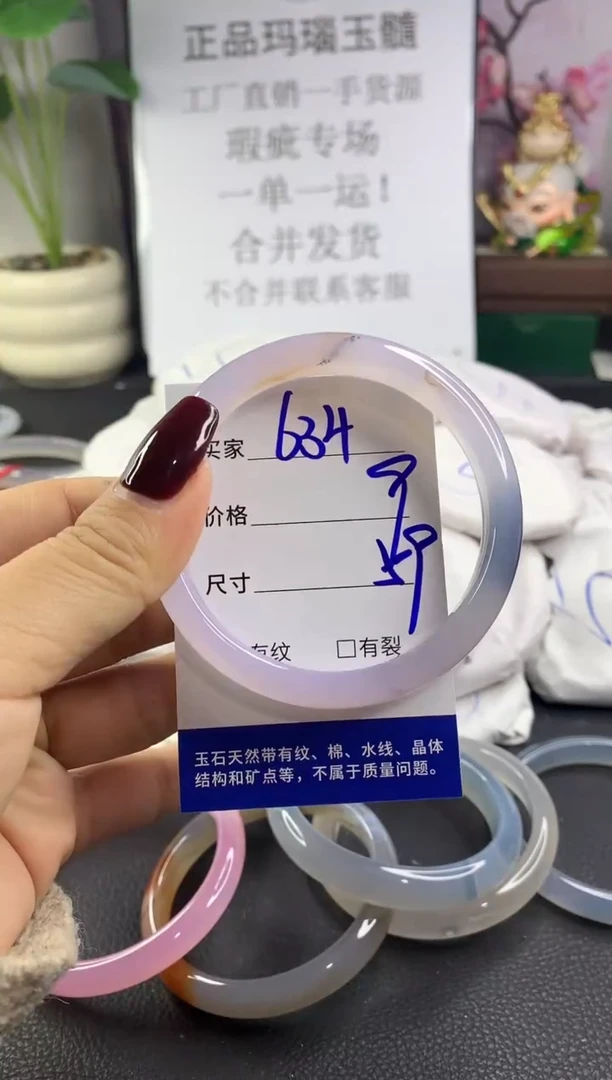 正品玛瑙玉髓
工厂直销一手货源
瑕疵专场
一单一运！
合并发货
不合并联系客服
买家 634
价格
尺寸
有纹 □有裂
玉石天然带有纹、棉、水线、晶体
结构和矿点等，不属于质量问题。